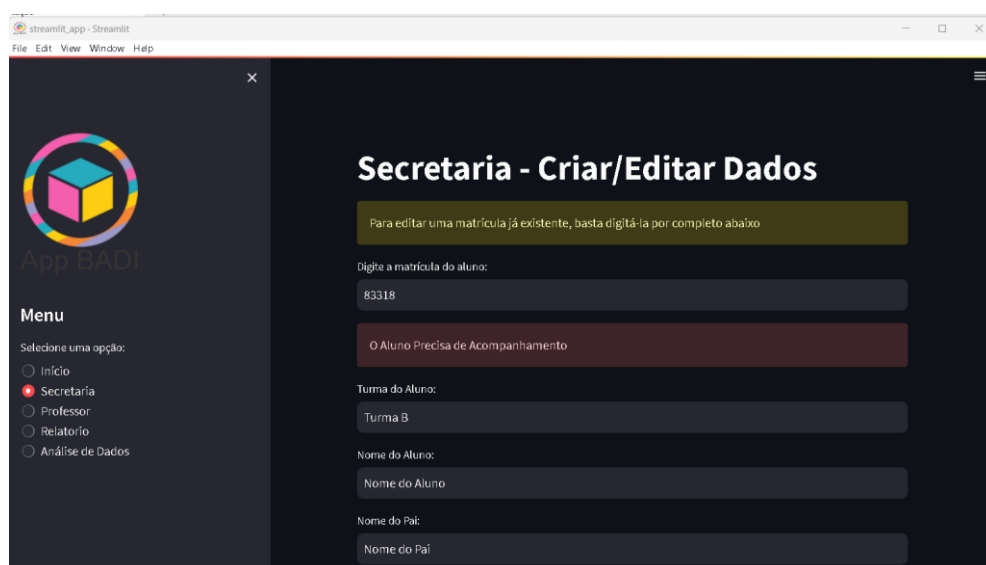 streamlit_app - Streamlit
File Edit View Window Help
App BADI
Menu
Selecione uma opção:
Início
Secretaria
Professor
Relatorio
Análise de Dados
Secretaria - Criar/Editar Dados
Para editar uma matrícula já existente, basta digitá-la por completo abaixo
Digite a matrícula do aluno:
83318
O Aluno Precisa de Acompanhamento
Turma do Aluno:
Turma B
Nome do Aluno:
Nome do Aluno
Nome do Pai:
Nome do Pai